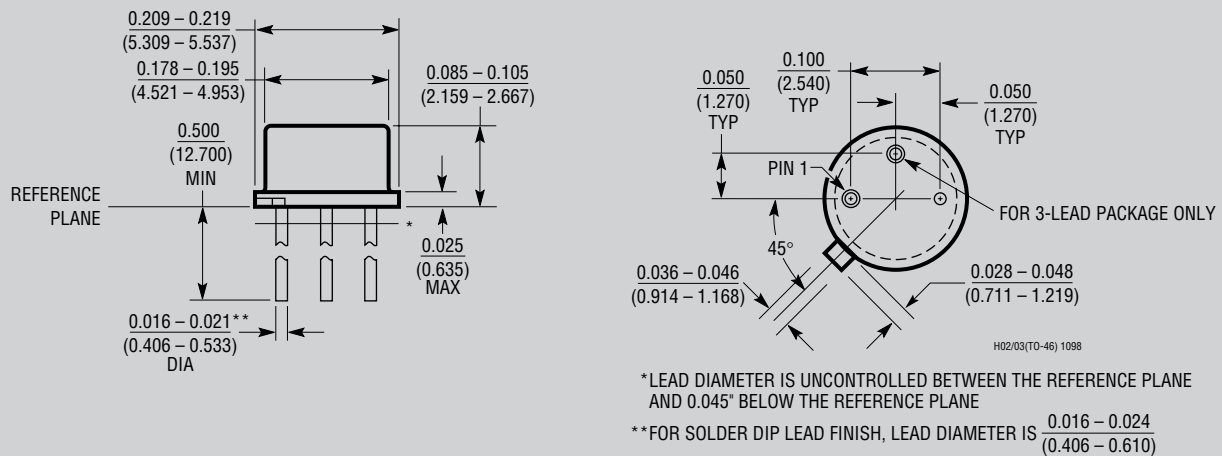 0.209 – 0.219
(5.309 – 5.537)
0.178 – 0.195
(4.521 – 4.953)
0.085 – 0.105
(2.159 – 2.667)
0.500
(12.700)
MIN
REFERENCE
PLANE
*
0.025
(0.635)
MAX
0.016 – 0.021**
(0.406 – 0.533)
DIA
0.050
(1.270)
TYP
0.100
(2.540)
TYP
0.050
(1.270)
TYP
PIN 1
FOR 3-LEAD PACKAGE ONLY
45°
0.036 – 0.046
(0.914 – 1.168)
0.028 – 0.048
(0.711 – 1.219)
H02/03(TO-46) 1098
*LEAD DIAMETER IS UNCONTROLLED BETWEEN THE REFERENCE PLANE
AND 0.045" BELOW THE REFERENCE PLANE
**FOR SOLDER DIP LEAD FINISH, LEAD DIAMETER IS 0.016 – 0.024
(0.406 – 0.610)